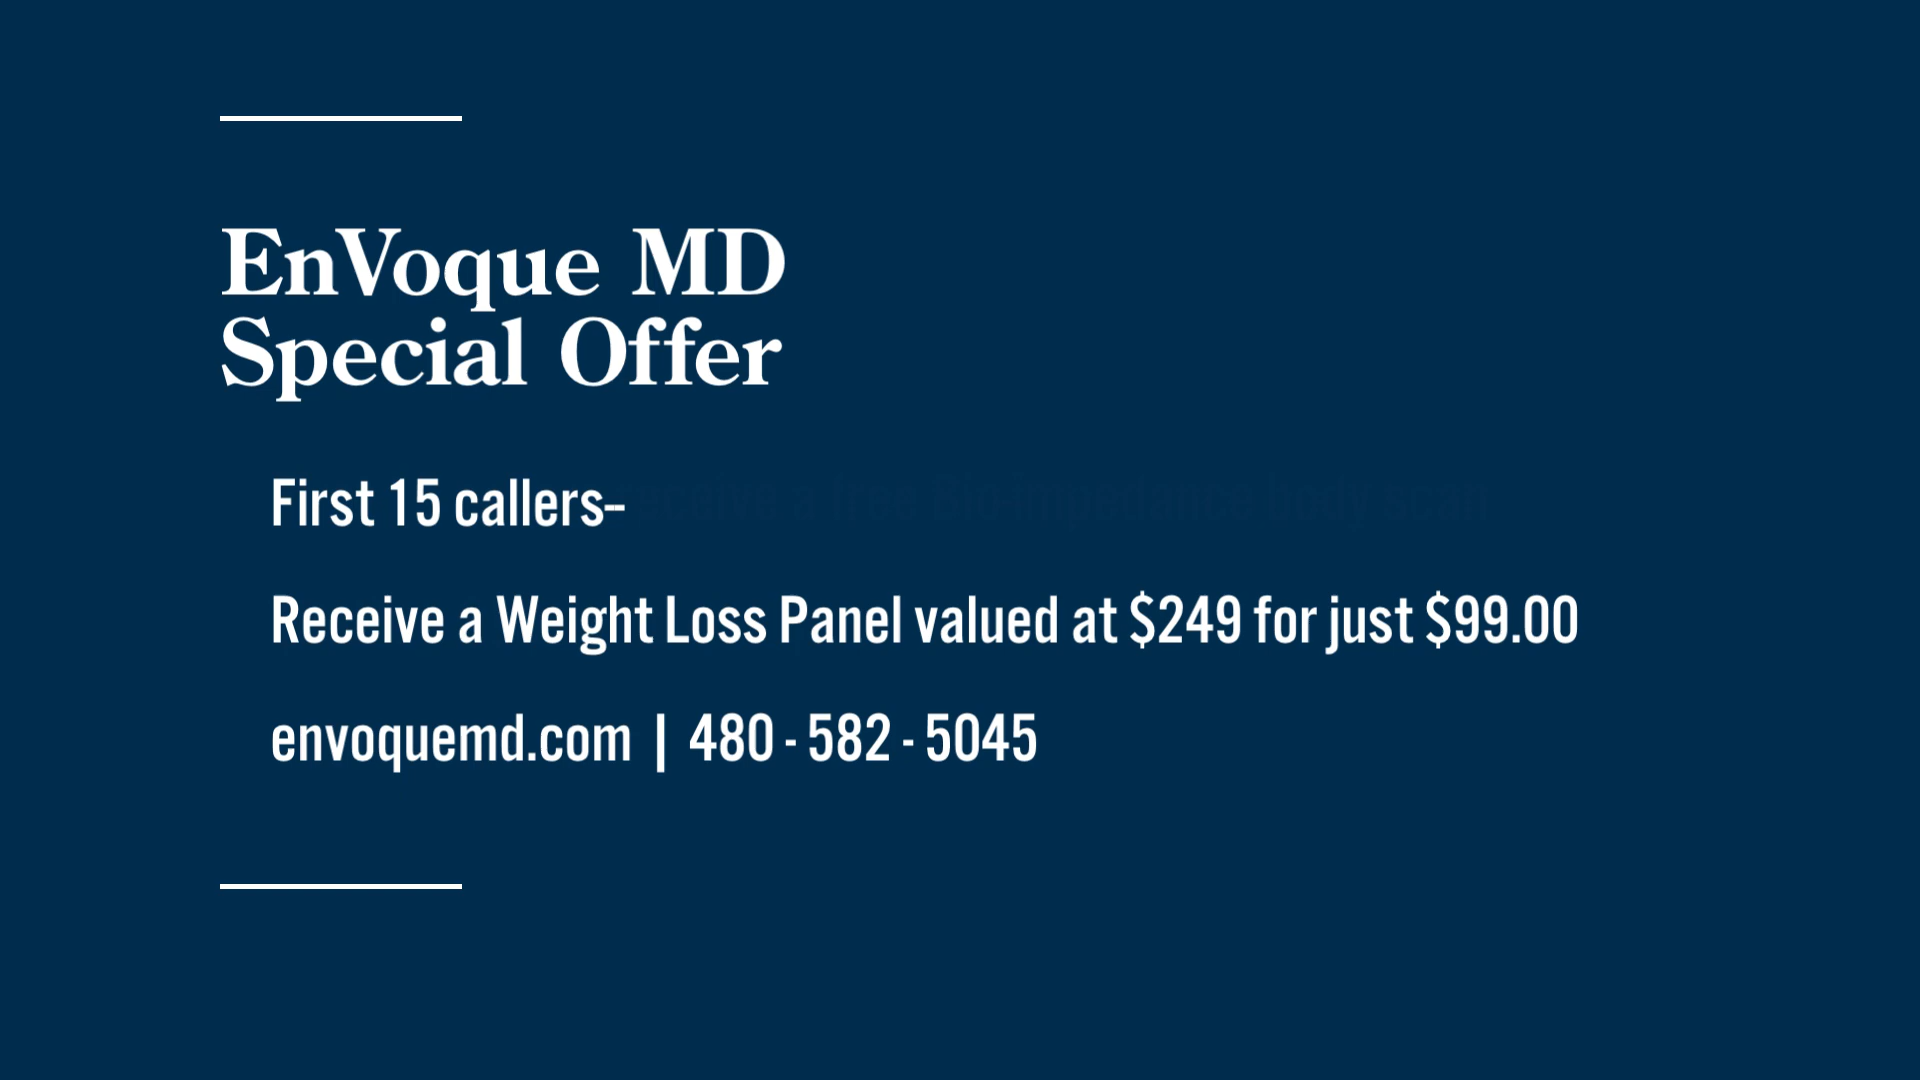 EnVoque MD
Special Offer
First 15 callers--
Receive a Weight Loss Panel valued at $249 for just $99.00
envoquemd.com | 480 - 582 - 5045